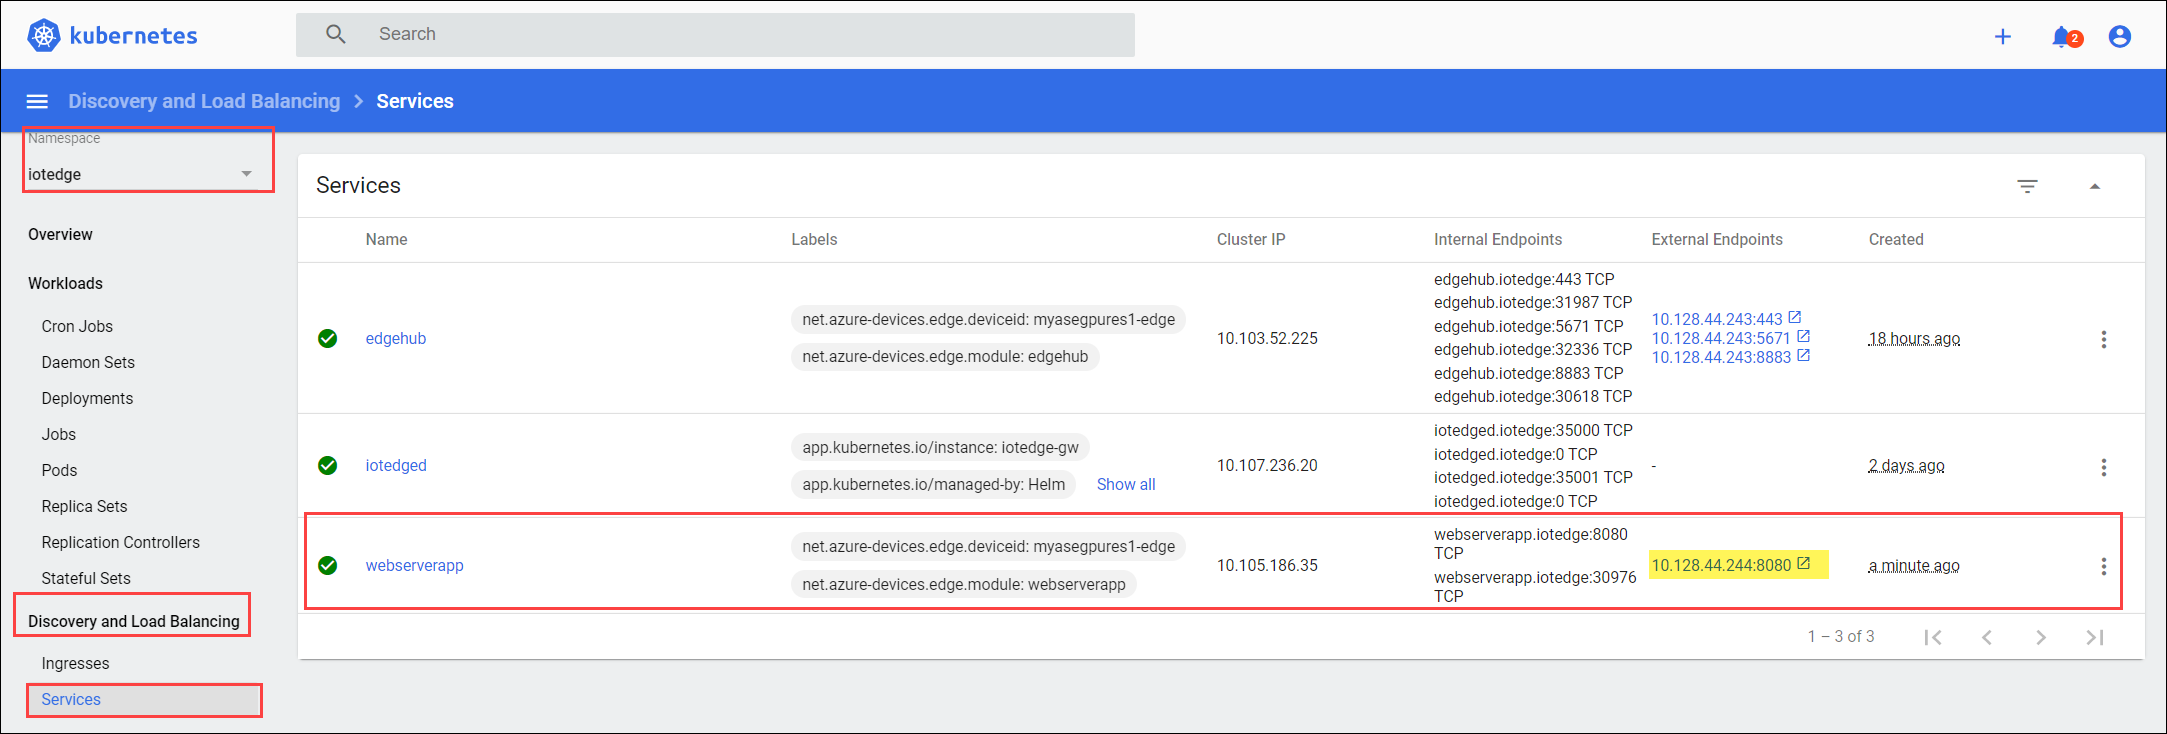 kubernetes
Search
2
Discovery and Load Balancing
Services
Namespace
iotedge
Overview
Workloads
Cron Jobs
Daemon Sets
Deployments
Jobs
Pods
Replica Sets
Replication Controllers
Stateful Sets
Discovery and Load Balancing
Ingresses
Services
Services
Name Labels Cluster IP Internal Endpoints External Endpoints Created
edgehub
net.azure-devices.edge.deviceid: myasegpures1-edge
net.azure-devices.edge.module: edgehub
10.103.52.225
edgehub.iotedge:443 TCP
edgehub.iotedge:31987 TCP
edgehub.iotedge:5671 TCP
edgehub.iotedge:32336 TCP
edgehub.iotedge:8883 TCP
edgehub.iotedge:30618 TCP
10.128.44.243:443
10.128.44.243:5671
10.128.44.243:8883
18 hours ago
iotedged
app.kubernetes.io/instance: iotedge-gw
app.kubernetes.io/managed-by: Helm
Show all
10.107.236.20
iotedged.iotedge:35000 TCP
iotedged.iotedge:0 TCP
iotedged.iotedge:35001 TCP
iotedged.iotedge:0 TCP
-
2 days ago
webserverapp
net.azure-devices.edge.deviceid: myasegpures1-edge
net.azure-devices.edge.module: webserverapp
10.105.186.35
webserverapp.iotedge:8080
TCP
webserverapp.iotedge:30976
TCP
10.128.44.244:8080
a minute ago
1 – 3 of 3